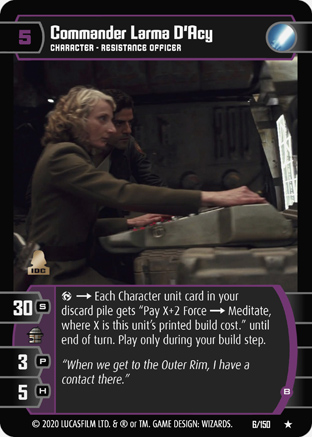 5 Commander Larma D'Acy
CHARACTER • RESISTANCE OFFICER
IDC
30 S
3 P
5 H
→ Each Character unit card in your
discard pile gets “Pay X+2 Force → Meditate,
where X is this unit's printed build cost.” until
end of turn. Play only during your build step.
“When we get to the Outer Rim, I have a
contact there.”
B
© 2020 LUCASFILM LTD. & ® or TM. GAME DESIGN: WIZARDS. 6/150 ★